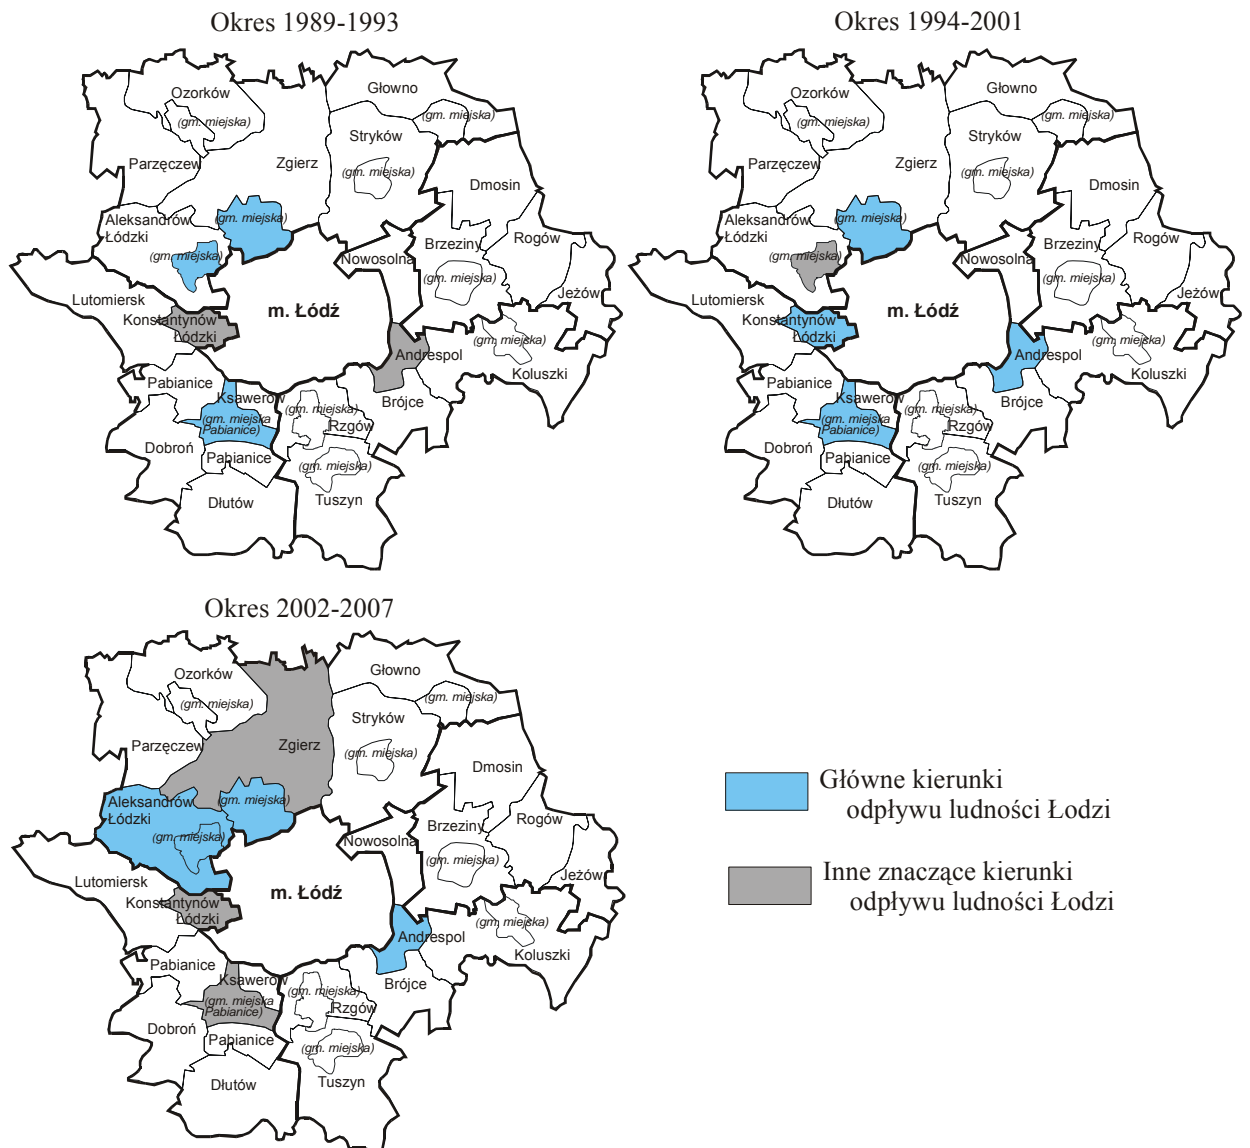 Okres 1989-1993
Ozorków
(gm. miejska)
Głowno
(gm. miejska)
Stryków
(gm. miejska)
Parzęczew
Zgierz
Dmosin
(gm. miejska)
Aleksandrów
Łódzki
(gm. miejska)
Brzeziny
Rogów
Nowosolna
(gm. miejska)
Jeżów
Lutomiersk
m. Łódź
Konstantynów
Łódzki
(gm. miejska)
Andrespol
Koluszki
Pabianice
Ksawerów
(gm. miejska
Pabianice)
(gm. miejska)
Rzgów
Brójce
Dobroń
Pabianice
(gm. miejska)
Dłutów
Tuszyn
Okres 1994-2001
Ozorków
(gm. miejska)
Głowno
(gm. miejska)
Stryków
(gm. miejska)
Parzęczew
Zgierz
Dmosin
(gm. miejska)
Aleksandrów
Łódzki
(gm. miejska)
Brzeziny
Rogów
Nowosolna
(gm. miejska)
Jeżów
Lutomiersk
m. Łódź
Konstantynów
Łódzki
(gm. miejska)
Andrespol
Koluszki
Pabianice
Ksawerów
(gm. miejska
Pabianice)
(gm. miejska)
Rzgów
Brójce
Dobroń
Pabianice
(gm. miejska)
Dłutów
Tuszyn
Okres 2002-2007
Ozorków
(gm. miejska)
Głowno
(gm. miejska)
Stryków
(gm. miejska)
Parzęczew
Zgierz
Dmosin
(gm. miejska)
Aleksandrów
Łódzki
(gm. miejska)
Brzeziny
Rogów
Nowosolna
(gm. miejska)
Jeżów
Lutomiersk
m. Łódź
Konstantynów
Łódzki
(gm. miejska)
Andrespol
Koluszki
Pabianice
Ksawerów
(gm. miejska
Pabianice)
(gm. miejska)
Rzgów
Brójce
Dobroń
Pabianice
(gm. miejska)
Dłutów
Tuszyn
Główne kierunki
odpływu ludności Łodzi
Inne znaczące kierunki
odpływu ludności Łodzi